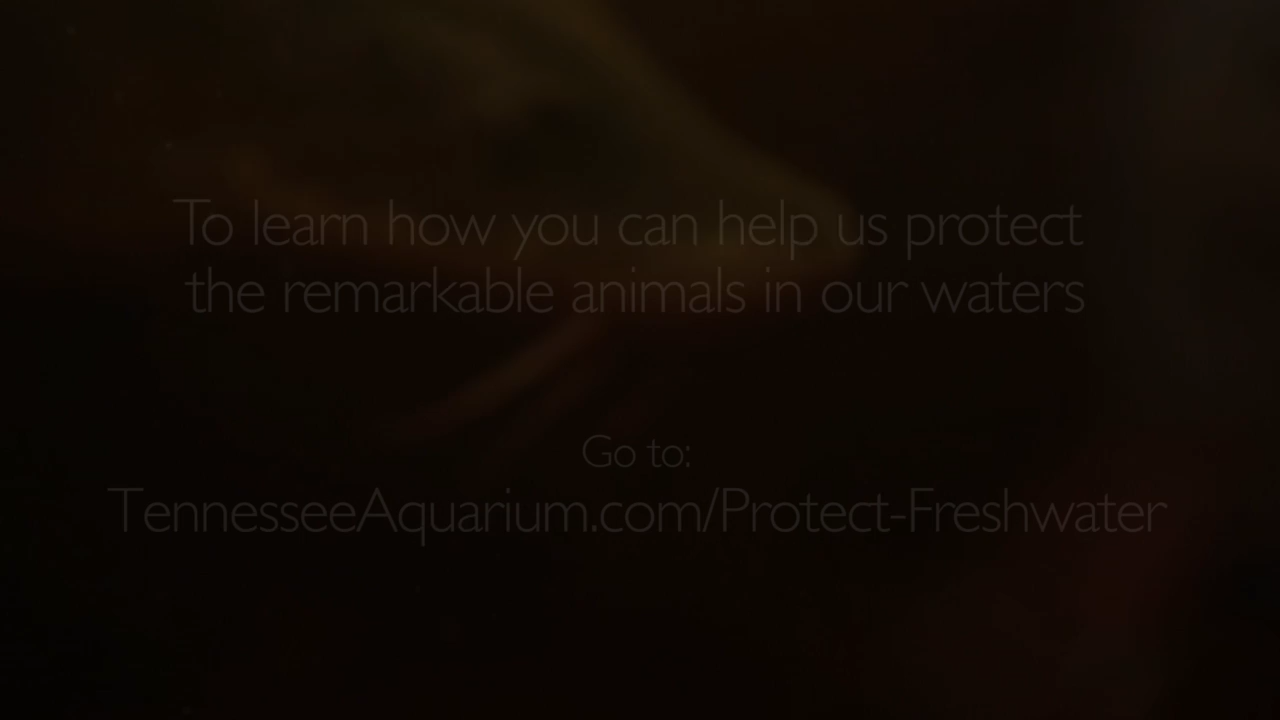 To learn how you can help us protect
the remarkable animals in our waters
Go to:
TennesseeAquarium.com/Protect-Freshwater